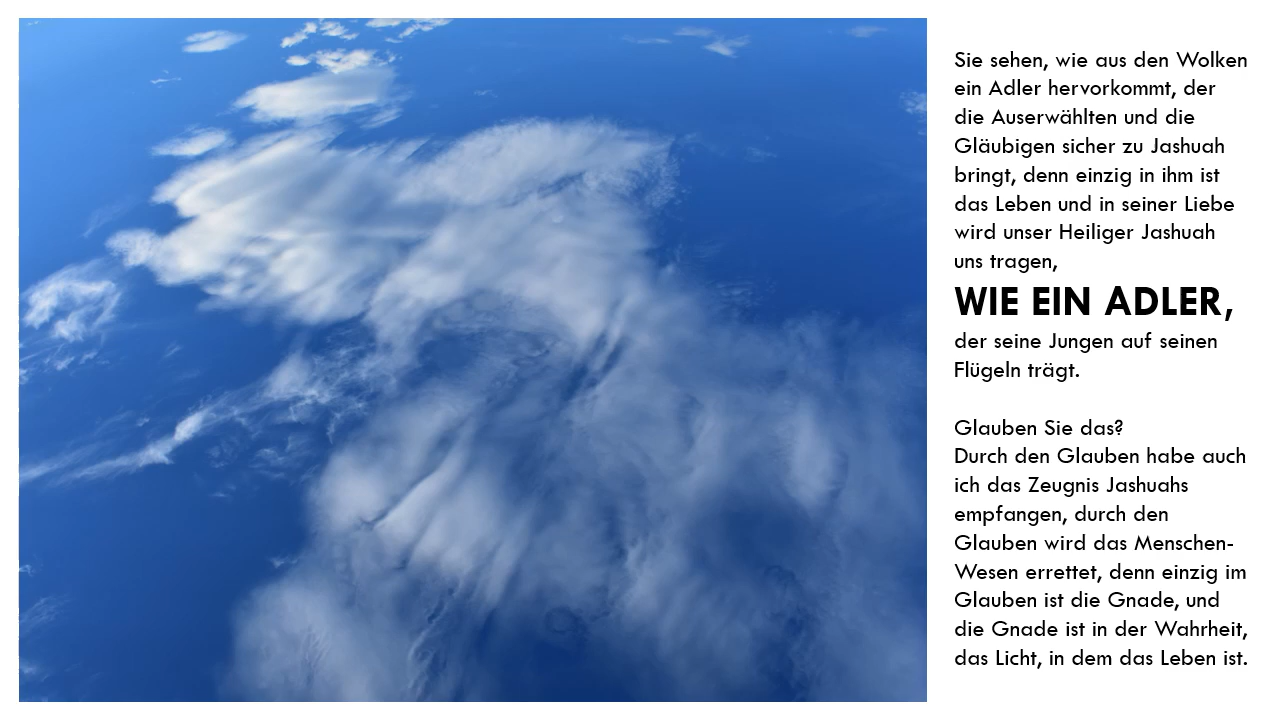 Sie sehen, wie aus den Wolken
ein Adler hervorkommt, der
die Auserwählten und die
Gläubigen sicher zu Jashuah
bringt, denn einzig in ihm ist
das Leben und in seiner Liebe
wird unser Heiliger Jashuah
uns tragen,
WIE EIN ADLER,
der seine Jungen auf seinen
Flügeln trägt.
Glauben Sie das?
Durch den Glauben habe auch
ich das Zeugnis Jashuahs
empfangen, durch den
Glauben wird das Menschen-
Wesen errettet, denn einzig im
Glauben ist die Gnade, und
die Gnade ist in der Wahrheit,
das Licht, in dem das Leben ist.